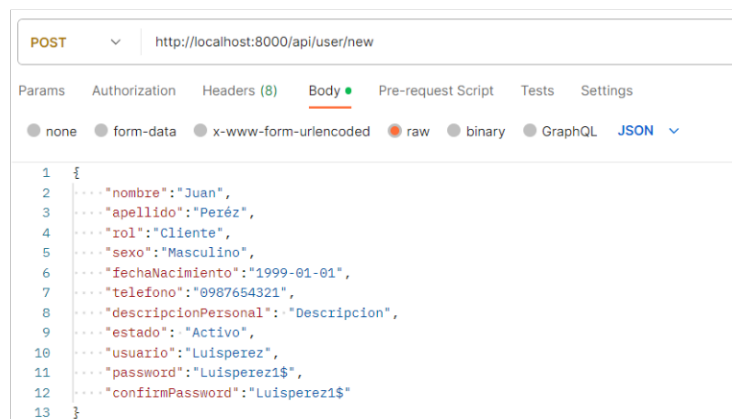 POST http://localhost:8000/api/user/new
Params Authorization Headers (8) Body Pre-request Script Tests Settings
none form-data x-www-form-urlencoded raw binary GraphQL JSON
1 {
2 "nombre":"Juan",
3 "apellido":"Peréz",
4 "rol":"Cliente",
5 "sexo":"Masculino",
6 "fechaNacimiento":"1999-01-01",
7 "telefono":"0987654321",
8 "descripcionPersonal": "Descripcion",
9 "estado": "Activo",
10 "usuario":"Luisperez",
11 "password":"Luisperez1$",
12 "confirmPassword":"Luisperez1$"
13 }